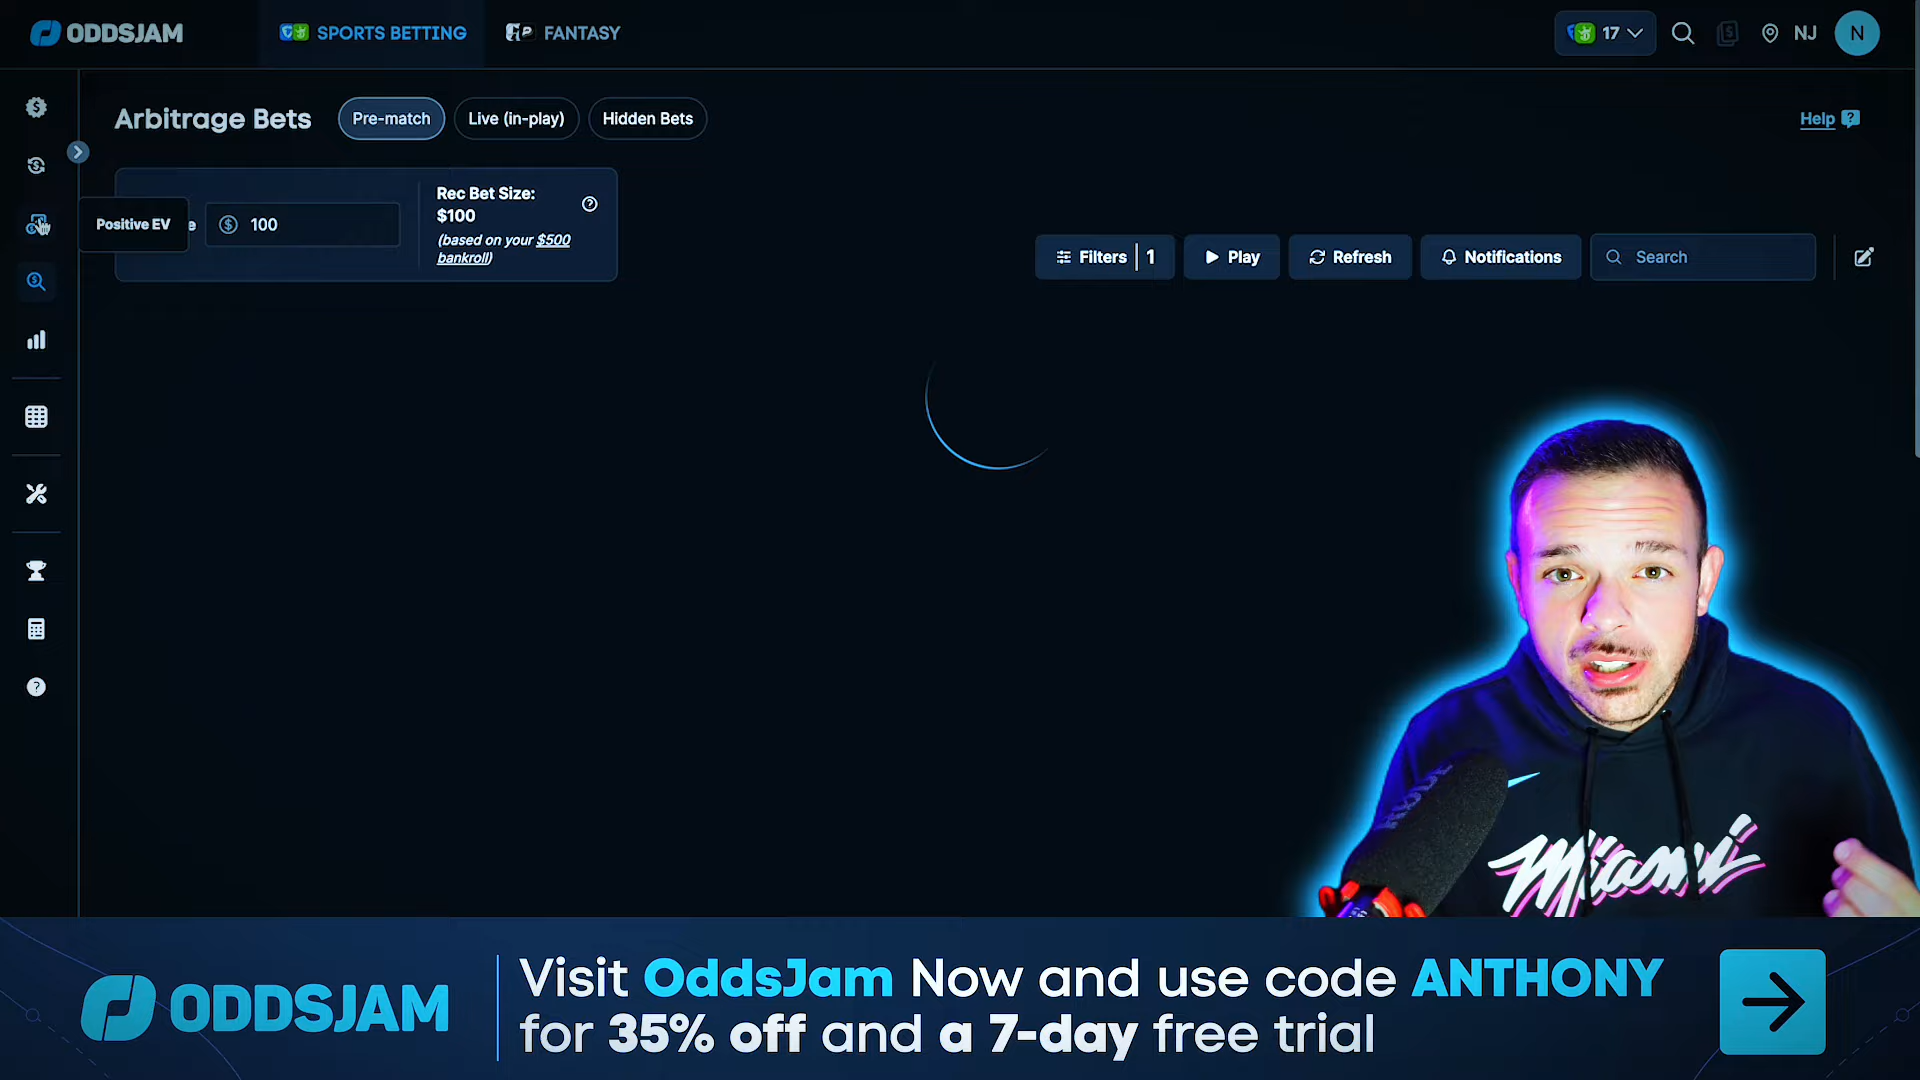 ODDSJAM
SPORTS BETTING
FANTASY
17
NJ
N
Arbitrage Bets
Pre-match
Live (in-play)
Hidden Bets
Help
Positive EV
e
100
Rec Bet Size:
$100
(based on your $500
bankroll)
Filters | 1
Play
Refresh
Notifications
Search
Miami
ODDSJAM
Visit OddsJam Now and use code ANTHONY
for 35% off and a 7-day free trial